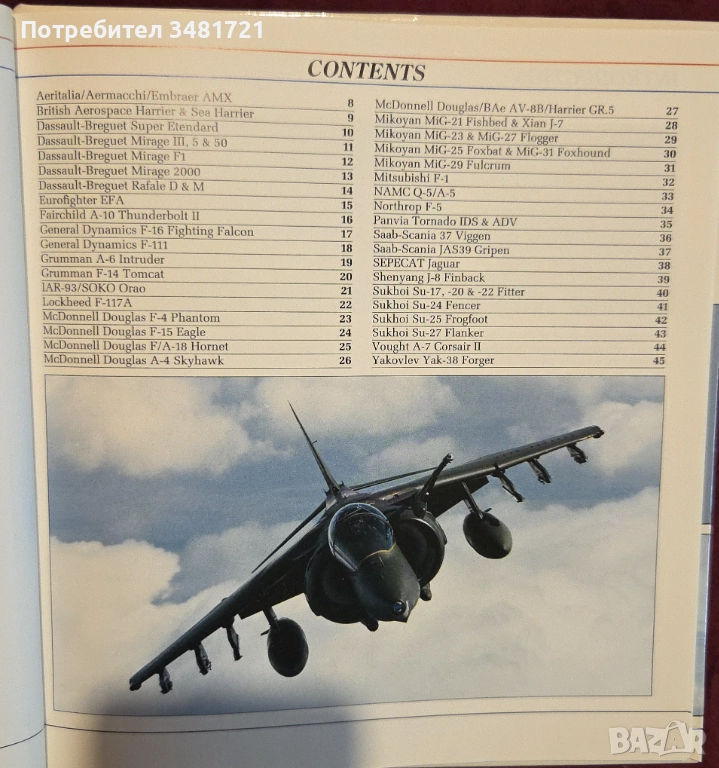 Потребител 3481721
CONTENTS
Aeritalia/Aermacchi/Embraer AMX 8
British Aerospace Harrier & Sea Harrier 9
Dassault-Breguet Super Etendard 10
Dassault-Breguet Mirage III, 5 & 50 11
Dassault-Breguet Mirage F1 12
Dassault-Breguet Mirage 2000 13
Dassault-Breguet Rafale D & M 14
Eurofighter EFA 15
Fairchild A-10 Thunderbolt II 16
General Dynamics F-16 Fighting Falcon 17
General Dynamics F-111 18
Grumman A-6 Intruder 19
Grumman F-14 Tomcat 20
IAR-93/SOKO Orao 21
Lockheed F-117A 22
McDonnell Douglas F-4 Phantom 23
McDonnell Douglas F-15 Eagle 24
McDonnell Douglas F/A-18 Hornet 25
McDonnell Douglas A-4 Skyhawk 26
McDonnell Douglas/BAe AV-8B/Harrier GR.5 27
Mikoyan MiG-21 Fishbed & Xian J-7 28
Mikoyan MiG-23 & MiG-27 Flogger 29
Mikoyan MiG-25 Foxbat & MiG-31 Foxhound 30
Mikoyan MiG-29 Fulcrum 31
Mitsubishi F-1 32
NAMC Q-5/A-5 33
Northrop F-5 34
Panvia Tornado IDS & ADV 35
Saab-Scania 37 Viggen 36
Saab-Scania JAS39 Gripen 37
SEPECAT Jaguar 38
Shenyang J-8 Finback 39
Sukhoi Su-17, -20 & -22 Fitter 40
Sukhoi Su-24 Fencer 41
Sukhoi Su-25 Frogfoot 42
Sukhoi Su-27 Flanker 43
Vought A-7 Corsair II 44
Yakovlev Yak-38 Forger 45
BAZAR